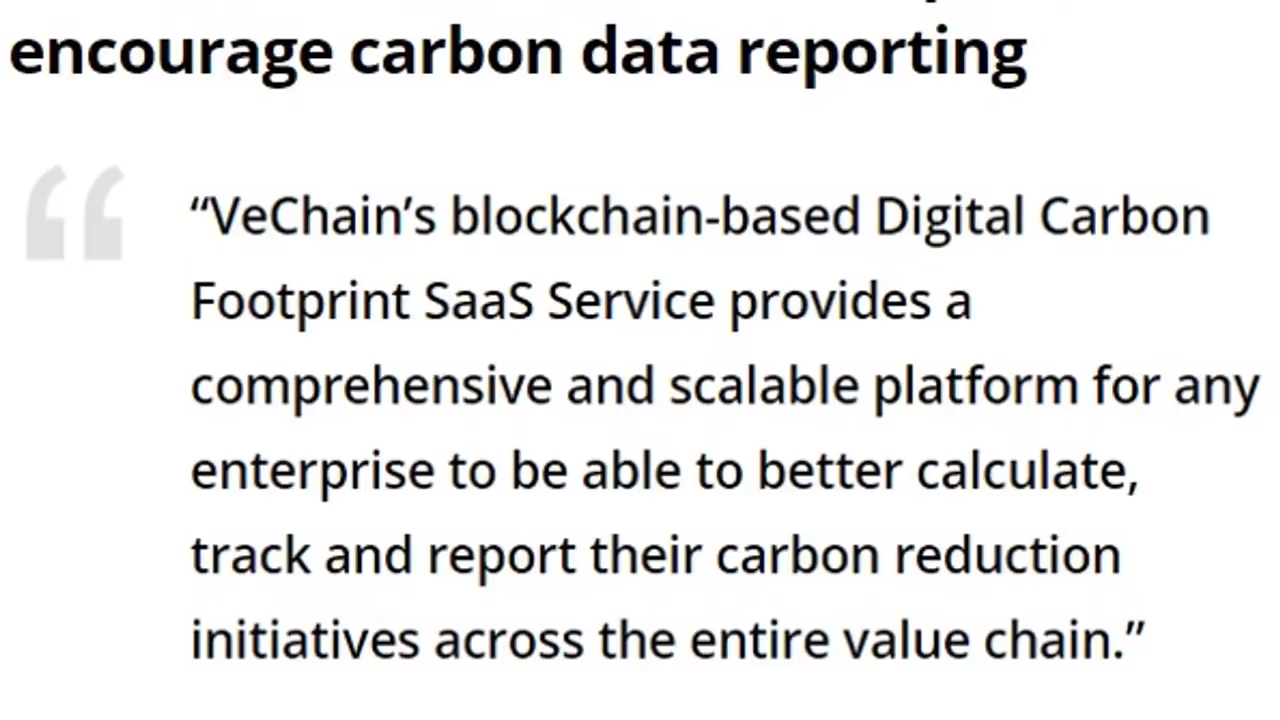 encourage carbon data reporting
“VeChain’s blockchain-based Digital Carbon
Footprint SaaS Service provides a
comprehensive and scalable platform for any
enterprise to be able to better calculate,
track and report their carbon reduction
initiatives across the entire value chain.”